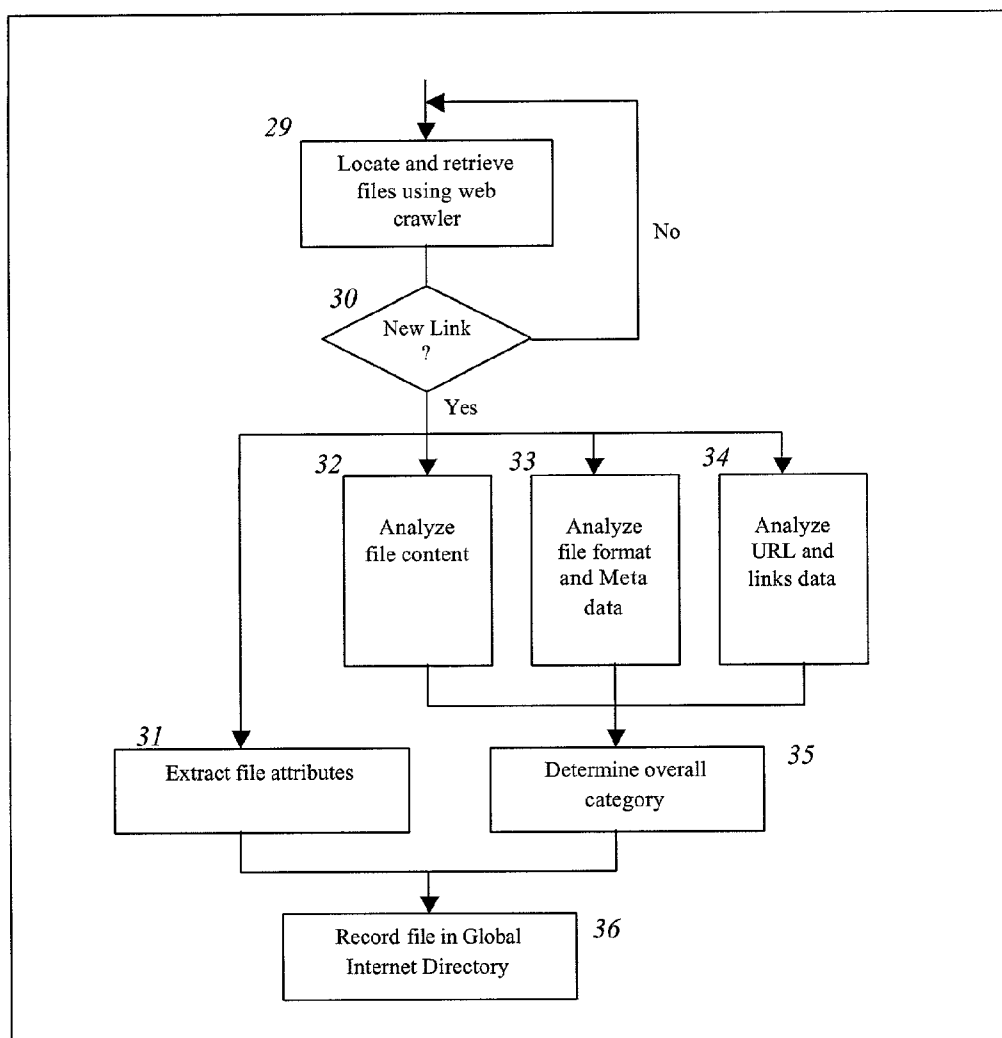 29
Locate and retrieve
files using web
crawler
No
30
New Link
?
Yes
32
Analyze
file content
33
Analyze
file format
and Meta
data
34
Analyze
URL and
links data
31
Extract file attributes
35
Determine overall
category
36
Record file in Global
Internet Directory